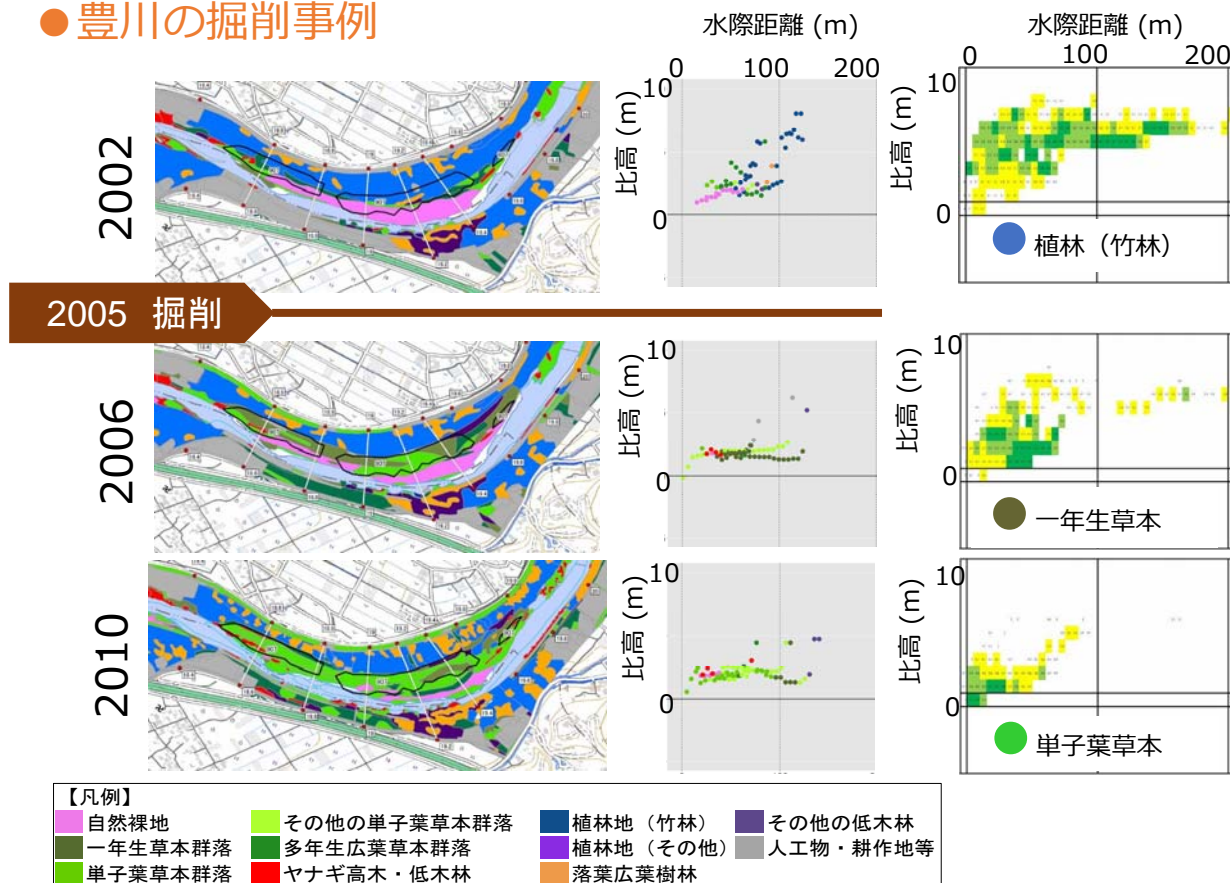 ●豊川の掘削事例
水際距離 (m)
0 100 200
水際距離 (m)
0 100 200
2002
比高 (m)
10
0
比高 (m)
10
0
植林（竹林）
2005 掘削
2006
比高 (m)
10
0
比高 (m)
10
0
一年生草本
2010
比高 (m)
10
0
比高 (m)
10
0
単子葉草本
【凡例】
自然裸地 その他の単子葉草本群落 植林地（竹林） その他の低木林
一年生草本群落 多年生広葉草本群落 植林地（その他） 人工物・耕作地等
単子葉草本群落 ヤナギ高木・低木林 落葉広葉樹林